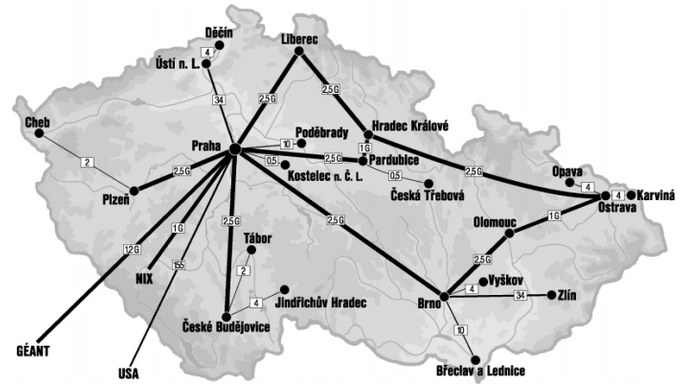 Děčín
4
Ústí n. L.
Liberec
34
2,5G
2,5G
Cheb
Praha
10
Poděbrady
Hradec Králové
1G
2
2,5G
0,5
2,5G
Pardubice
Kostelec n. Č. L.
0,5
Česká Třebová
2,5G
Opava
4
4
Karviná
Ostrava
Plzeň
2,5G
2,5G
1G
1G
Olomouc
Tábor
1,2G
155
2
2,5G
NIX
4
Vyškov
4
Jindřichův Hradec
Brno
34
Zlín
České Budějovice
10
GÉANT
USA
Břeclav a Lednice